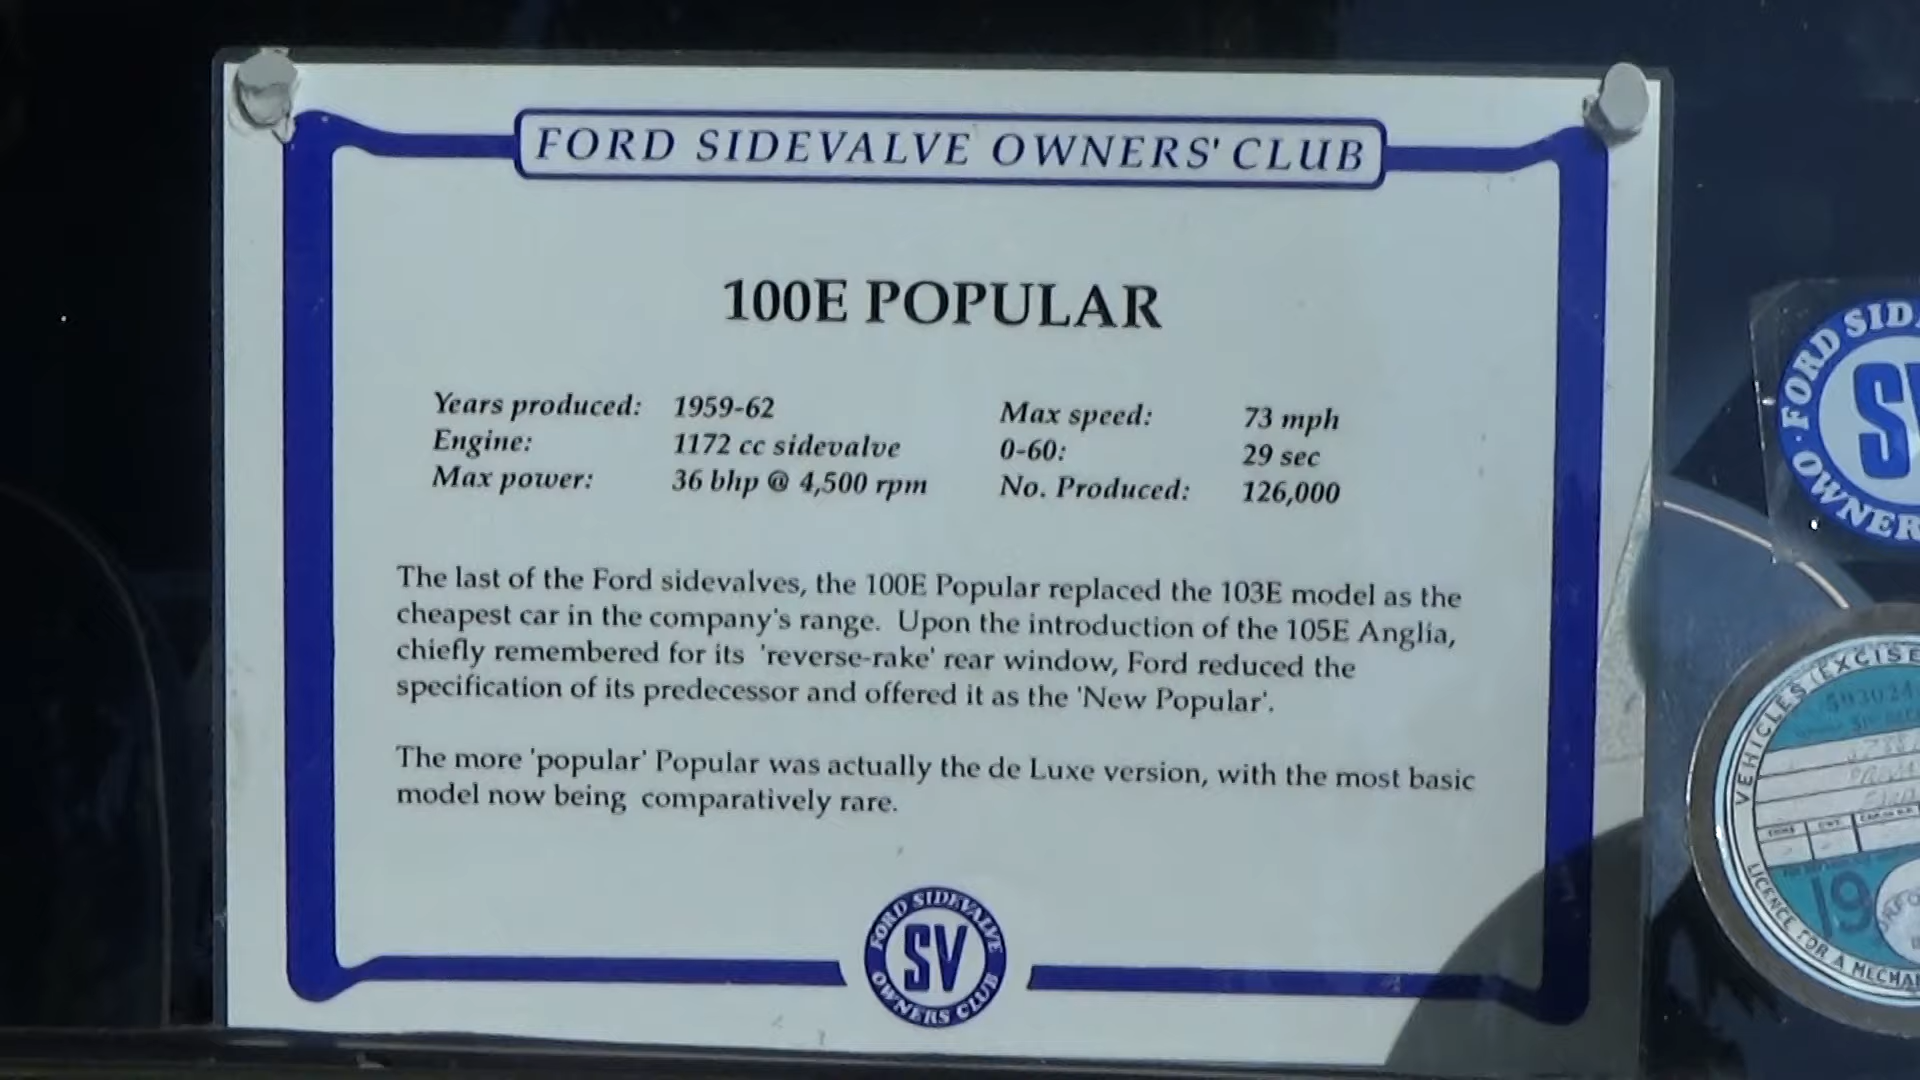 FORD SIDEVALVE OWNERS' CLUB
100E POPULAR
Years produced: 1959-62
Engine: 1172 cc sidevalve
Max power: 36 bhp @ 4,500 rpm
Max speed: 73 mph
0-60: 29 sec
No. Produced: 126,000
The last of the Ford sidevalves, the 100E Popular replaced the 103E model as the
cheapest car in the company's range. Upon the introduction of the 105E Anglia,
chiefly remembered for its 'reverse-rake' rear window, Ford reduced the
specification of its predecessor and offered it as the 'New Popular'.
The more 'popular' Popular was actually the de Luxe version, with the most basic
model now being comparatively rare.
FORD SIDEVALVE
SV
OWNERS CLUB
FORD SID
SV
OWNER
VEHICLES (EXCISE
19
LICENCE FOR A MECHAN